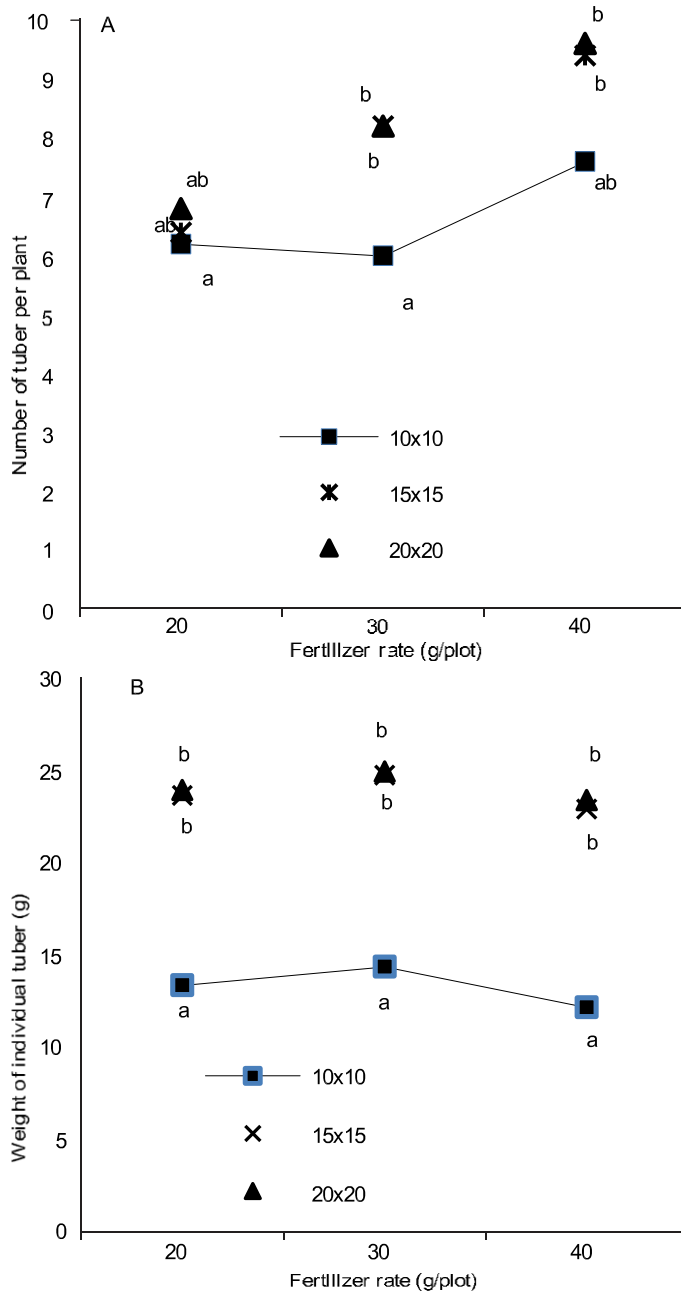 10
A
b
9
b
b
8
b
7
ab
ab
ab
6
a
a
5
4
3
10x10
2
15x15
1
20x20
0
Number of tuber per plant
20 30 40
Fertilizer rate (g/plot)
30
B
b
b
b
25
b
b
b
20
15
a
a
a
10
10x10
5
15x15
20x20
0
Weight of individual tuber (g)
20 30 40
Fertilizer rate (g/plot)